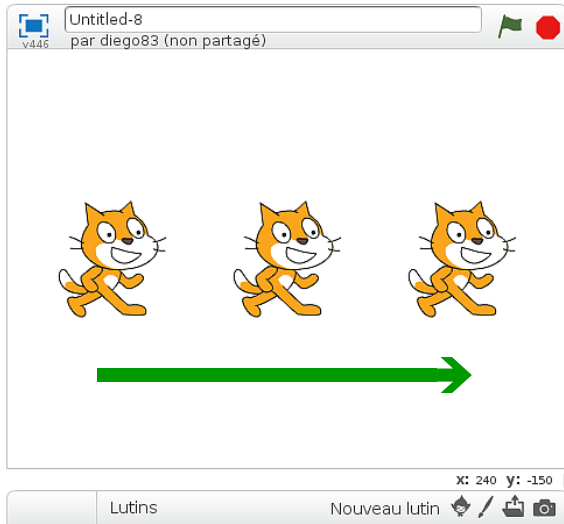 Untitled-8
v446
par diego83 (non partagé)
x: 240 y: -150
Lutins
Nouveau lutin